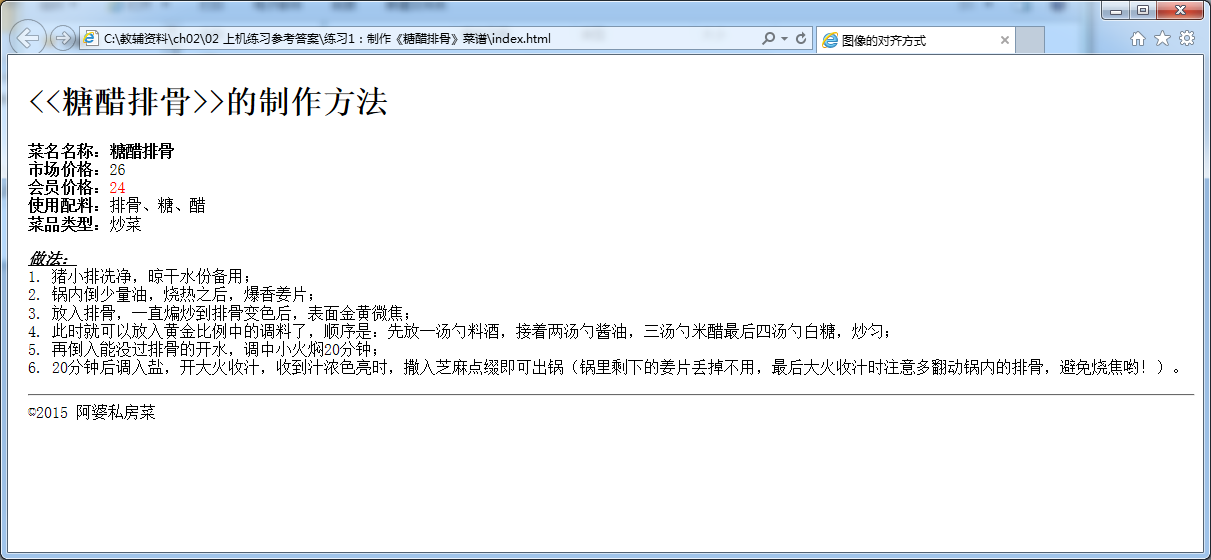 C:\教辅资料\ch02\02 上机练习参考答案\练习1：制作《糖醋排骨》菜谱\index.html
图像的对齐方式
<<糖醋排骨>>的制作方法
菜名名称：糖醋排骨
市场价格：26
会员价格：24
使用配料：排骨、糖、醋
菜品类型：炒菜
做法：
1. 猪小排洗净，晾干水份备用；
2. 锅内倒少量油，烧热之后，爆香姜片；
3. 放入排骨，一直煸炒到排骨变色后，表面金黄微焦；
4. 此时就可以放入黄金比例中的调料了，顺序是：先放一汤勺料酒，接着两汤勺酱油，三汤勺米醋最后四汤勺白糖，炒匀；
5. 再倒入能没过排骨的开水，调中小火焖20分钟；
6. 20分钟后调入盐，开大火收汁，收到汁浓色亮时，撒入芝麻点缀即可出锅（锅里剩下的姜片丢掉不用，最后大火收汁时注意多翻动锅内的排骨，避免烧焦哟！）。
©2015 阿婆私房菜